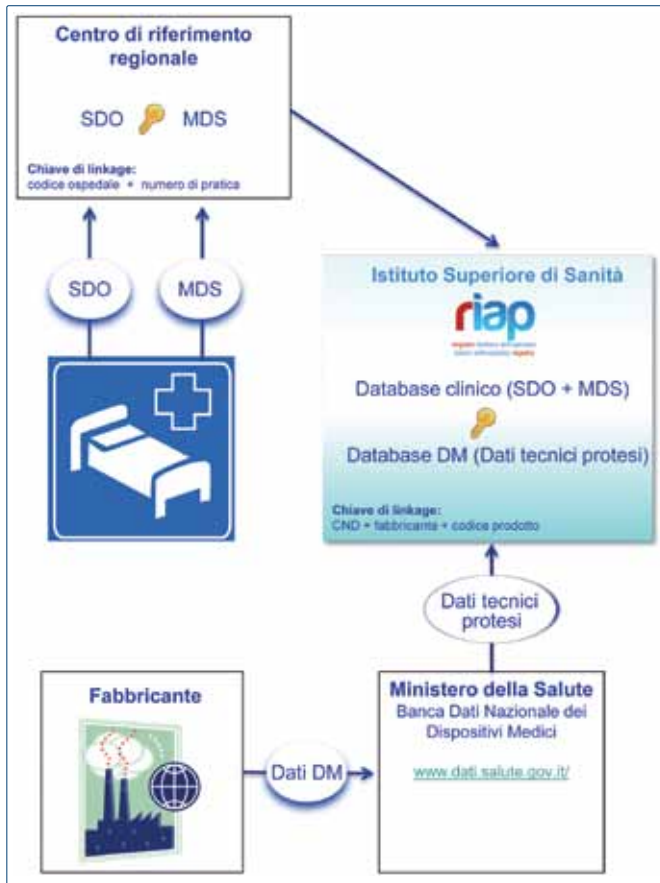 Centro di riferimento
regionale
SDO MDS
Chiave di linkage:
codice ospedale + numero di pratica
SDO MDS
Istituto Superiore di Sanità
riap
Database clinico (SDO + MDS)
Database DM (Dati tecnici protesi)
Chiave di linkage:
CND + fabbricante + codice prodotto
Dati tecnici
protesi
Fabbricante
Dati DM
Ministero della Salute
Banca Dati Nazionale dei
Dispositivi Medici
www.dati.salute.gov.it/